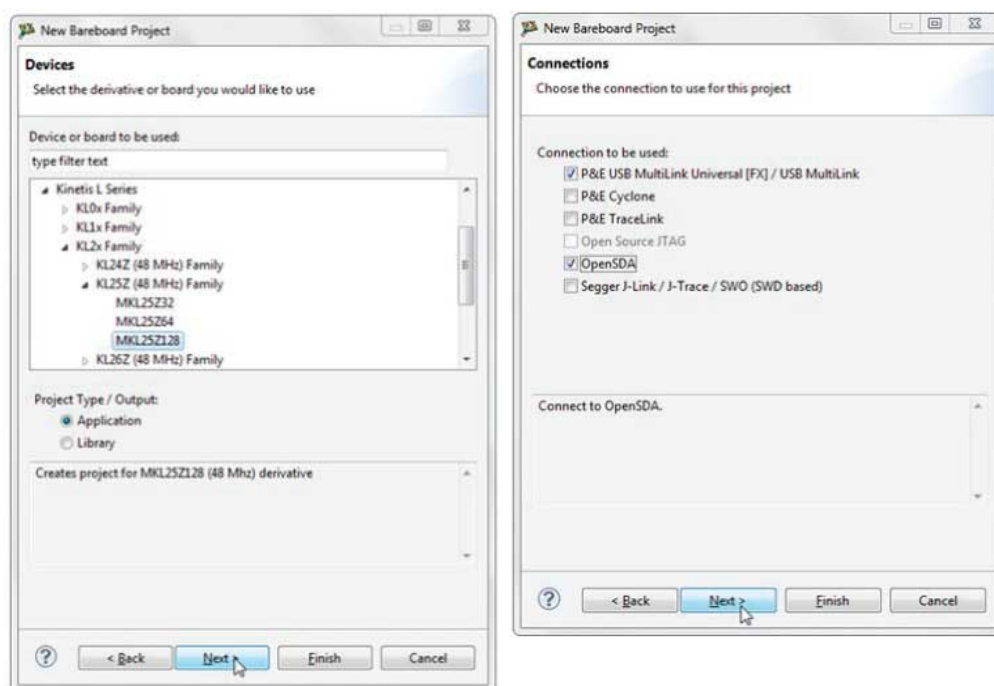 New Bareboard Project
Devices
Select the derivative or board you would like to use
Device or board to be used:
type filter text
Kinetis L Series
KL0x Family
KL1x Family
KL2x Family
KL24Z (48 MHz) Family
KL25Z (48 MHz) Family
MKL25Z32
MKL25Z64
MKL25Z128
KL26Z (48 MHz) Family
Project Type / Output:
Application
Library
Creates project for MKL25Z128 (48 Mhz) derivative
? < Back Next > Finish Cancel
New Bareboard Project
Connections
Choose the connection to use for this project
Connection to be used:
P&E USB MultiLink Universal [FX] / USB MultiLink
P&E Cyclone
P&E TraceLink
Open Source JTAG
OpenSDA
Segger J-Link / J-Trace / SWO (SWD based)
Connect to OpenSDA.
? < Back Next > Finish Cancel